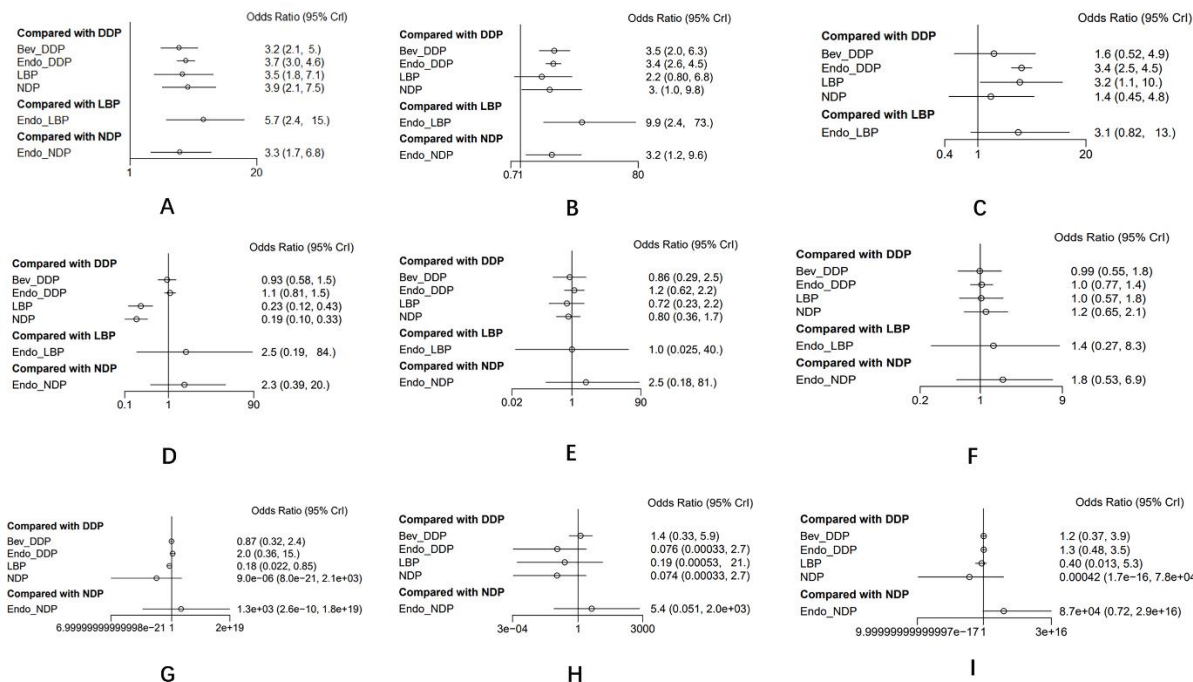 Odds Ratio (95% CrI)
Compared with DDP
Bev_DDP 3.2 (2.1, 5.)
Endo_DDP 3.7 (3.0, 4.6)
LBP 3.5 (1.8, 7.1)
NDP 3.9 (2.1, 7.5)
Compared with LBP
Endo_LBP 5.7 (2.4, 15.)
Compared with NDP
Endo_NDP 3.3 (1.7, 6.8)
1 20
A
Odds Ratio (95% CrI)
Compared with DDP
Bev_DDP 3.5 (2.0, 6.3)
Endo_DDP 3.4 (2.6, 4.5)
LBP 2.2 (0.80, 6.8)
NDP 3. (1.0, 9.8)
Compared with LBP
Endo_LBP 9.9 (2.4, 73.)
Compared with NDP
Endo_NDP 3.2 (1.2, 9.6)
0.71 80
B
Odds Ratio (95% CrI)
Compared with DDP
Bev_DDP 1.6 (0.52, 4.9)
Endo_DDP 3.4 (2.5, 4.5)
LBP 3.2 (1.1, 10.)
NDP 1.4 (0.45, 4.8)
Compared with LBP
Endo_LBP 3.1 (0.82, 13.)
0.4 1 20
C
Odds Ratio (95% CrI)
Compared with DDP
Bev_DDP 0.93 (0.58, 1.5)
Endo_DDP 1.1 (0.81, 1.5)
LBP 0.23 (0.12, 0.43)
NDP 0.19 (0.10, 0.33)
Compared with LBP
Endo_LBP 2.5 (0.19, 84.)
Compared with NDP
Endo_NDP 2.3 (0.39, 20.)
0.1 1 90
D
Odds Ratio (95% CrI)
Compared with DDP
Bev_DDP 0.86 (0.29, 2.5)
Endo_DDP 1.2 (0.62, 2.2)
LBP 0.72 (0.23, 2.2)
NDP 0.80 (0.36, 1.7)
Compared with LBP
Endo_LBP 1.0 (0.025, 40.)
Compared with NDP
Endo_NDP 2.5 (0.18, 81.)
0.02 1 90
E
Odds Ratio (95% CrI)
Compared with DDP
Bev_DDP 0.99 (0.55, 1.8)
Endo_DDP 1.0 (0.77, 1.4)
LBP 1.0 (0.57, 1.8)
NDP 1.2 (0.65, 2.1)
Compared with LBP
Endo_LBP 1.4 (0.27, 8.3)
Compared with NDP
Endo_NDP 1.8 (0.53, 6.9)
0.2 1 9
F
Odds Ratio (95% CrI)
Compared with DDP
Bev_DDP 0.87 (0.32, 2.4)
Endo_DDP 2.0 (0.36, 15.)
LBP 0.18 (0.022, 0.85)
NDP 9.0e-06 (8.0e-21, 2.1e+03)
Compared with NDP
Endo_NDP 1.3e+03 (2.6e-10, 1.8e+19)
6.99999999999998e-21 1 2e+19
G
Odds Ratio (95% CrI)
Compared with DDP
Bev_DDP 1.4 (0.33, 5.9)
Endo_DDP 0.076 (0.00033, 2.7)
LBP 0.19 (0.00053, 21.)
NDP 0.074 (0.00033, 2.7)
Compared with NDP
Endo_NDP 5.4 (0.051, 2.0e+03)
3e-04 1 3000
H
Odds Ratio (95% CrI)
Compared with DDP
Bev_DDP 1.2 (0.37, 3.9)
Endo_DDP 1.3 (0.48, 3.5)
LBP 0.40 (0.013, 5.3)
NDP 0.00042 (1.7e-16, 7.8e+04
Compared with NDP
Endo_NDP 8.7e+04 (0.72, 2.9e+16)
9.99999999999997e-17 1 3e+16
I